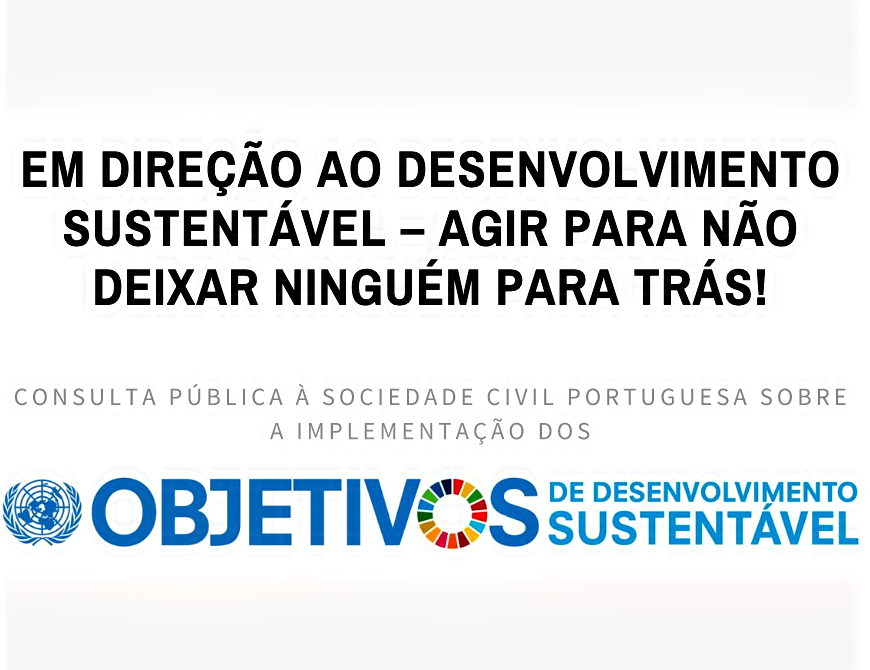 EM DIREÇÃO AO DESENVOLVIMENTO
SUSTENTÁVEL – AGIR PARA NÃO
DEIXAR NINGUÉM PARA TRÁS!
CONSULTA PÚBLICA À SOCIEDADE CIVIL PORTUGUESA SOBRE
A IMPLEMENTAÇÃO DOS
OBJETIVOS
DE DESENVOLVIMENTO
SUSTENTÁVEL